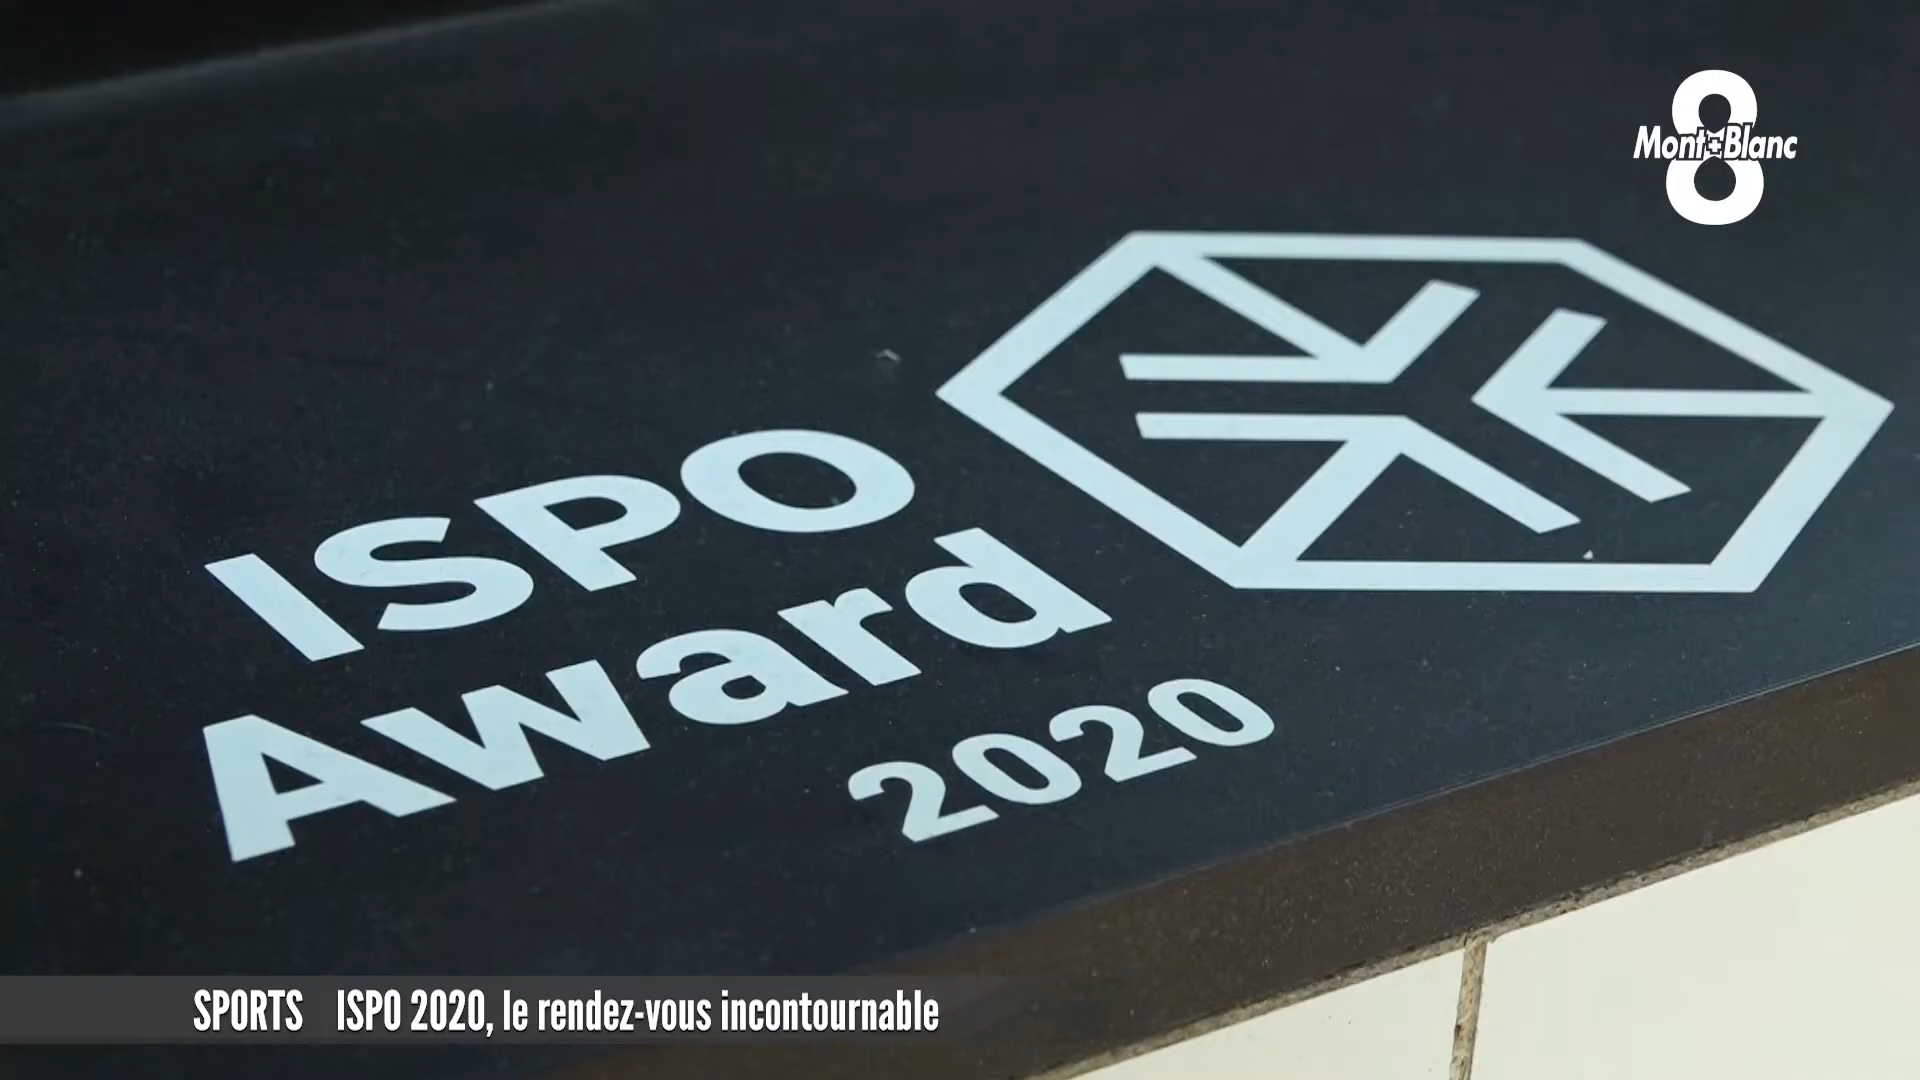 8
Mont+Blanc
ISPO
Award
2020
SPORTS ISPO 2020, le rendez-vous incontournable